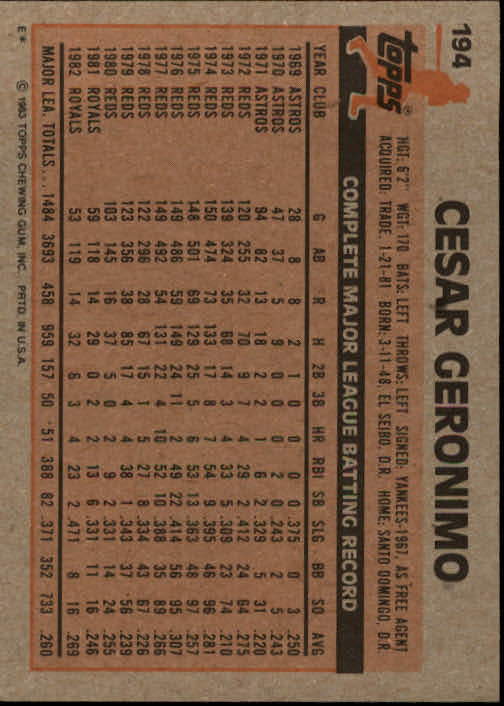 194
CESAR GERONIMO
TOPPS®
HGT: 6'2" WGT: 170 BATS: LEFT THROWS: LEFT SIGNED: YANKEES-1967, AS FREE AGENT
ACQUIRED: TRADE, 1-21-81 BORN: 3-11-48, EL SEIBO, D.R. HOME: SANTO DOMINGO, D.R.
COMPLETE MAJOR LEAGUE BATTING RECORD
YEAR CLUB G AB R H 2B 3B HR RBI SB SLG BB SO AVG
1969 ASTROS 28 8 8 2 1 0 0 0 0 .375 0 3 .250
1970 ASTROS 47 37 5 9 0 0 0 2 0 .243 2 5 .243
1971 ASTROS 94 82 13 18 2 2 1 6 2 .329 5 31 .220
1972 REDS 120 255 32 70 9 7 4 29 2 .412 24 64 .275
1973 REDS 139 324 35 68 14 3 4 33 5 .309 23 74 .210
1974 REDS 150 474 73 133 17 8 7 54 9 .395 46 96 .281
1975 REDS 148 501 69 129 25 5 6 53 13 .363 48 97 .257
1976 REDS 149 486 59 149 24 11 2 49 22 .414 56 95 .307
1977 REDS 149 492 54 131 22 4 10 52 10 .388 35 89 .266
1978 REDS 122 296 28 67 15 1 5 27 8 .334 43 67 .226
1979 REDS 123 356 38 85 17 4 4 38 1 .343 37 56 .239
1980 REDS 103 145 16 37 5 0 2 9 2 .331 14 24 .255
1981 ROYALS 59 118 14 29 0 2 2 13 6 .331 11 16 .246
1982 ROYALS 53 119 14 32 6 3 4 23 2 .471 8 16 .269
MAJOR LEA. TOTALS... 1484 3693 458 959 157 50 51 388 82 .371 352 733 .260
E* © 1983 TOPPS CHEWING GUM, INC. PRTD. IN U.S.A.